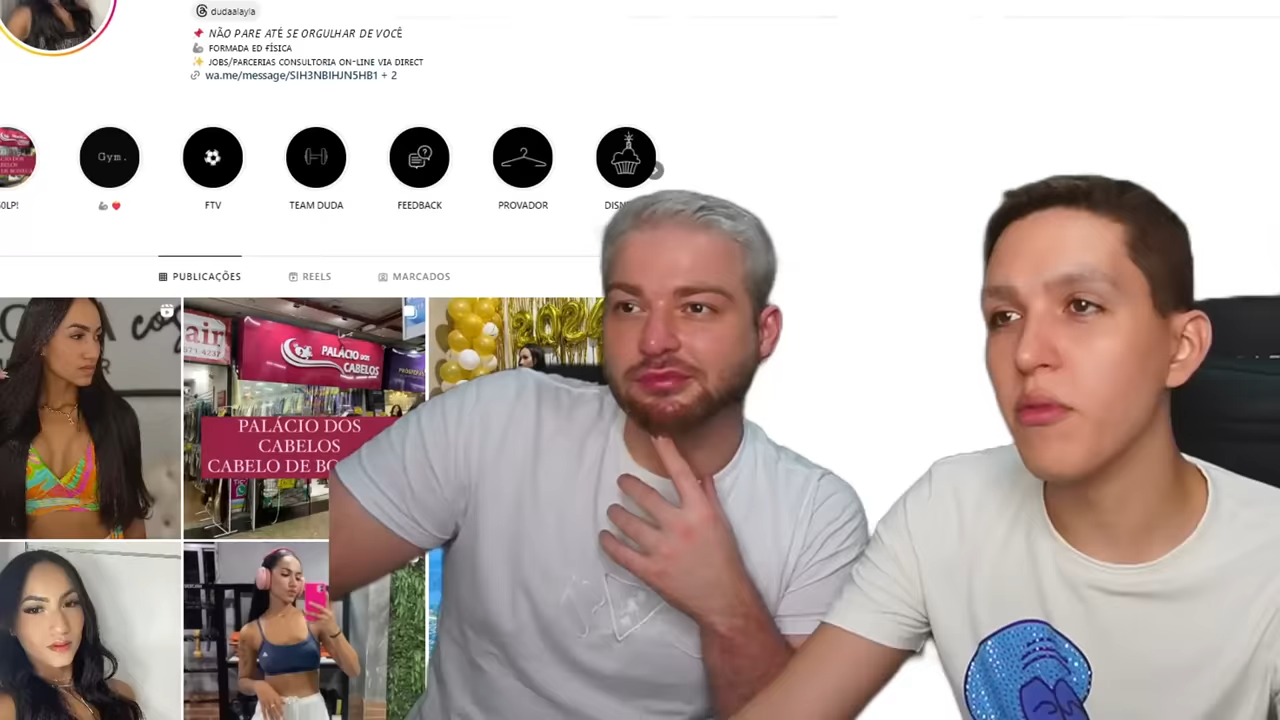 dudaalayla
📌 NÃO PARE ATÉ SE ORGULHAR DE VOCÊ
💪🏽 FORMADA ED FÍSICA
✨ JOBS/PARCERIAS CONSULTORIA ON-LINE VIA DIRECT
wa.me/message/SIH3NBIHJN5HB1 + 2
Gym.
FTV
TEAM DUDA
FEEDBACK
PROVADOR
PUBLICAÇÕES
REELS
MARCADOS
PALÁCIO DOS
CABELOS
PALÁCIO DOS
CABELOS
CABELO DE BO
2024